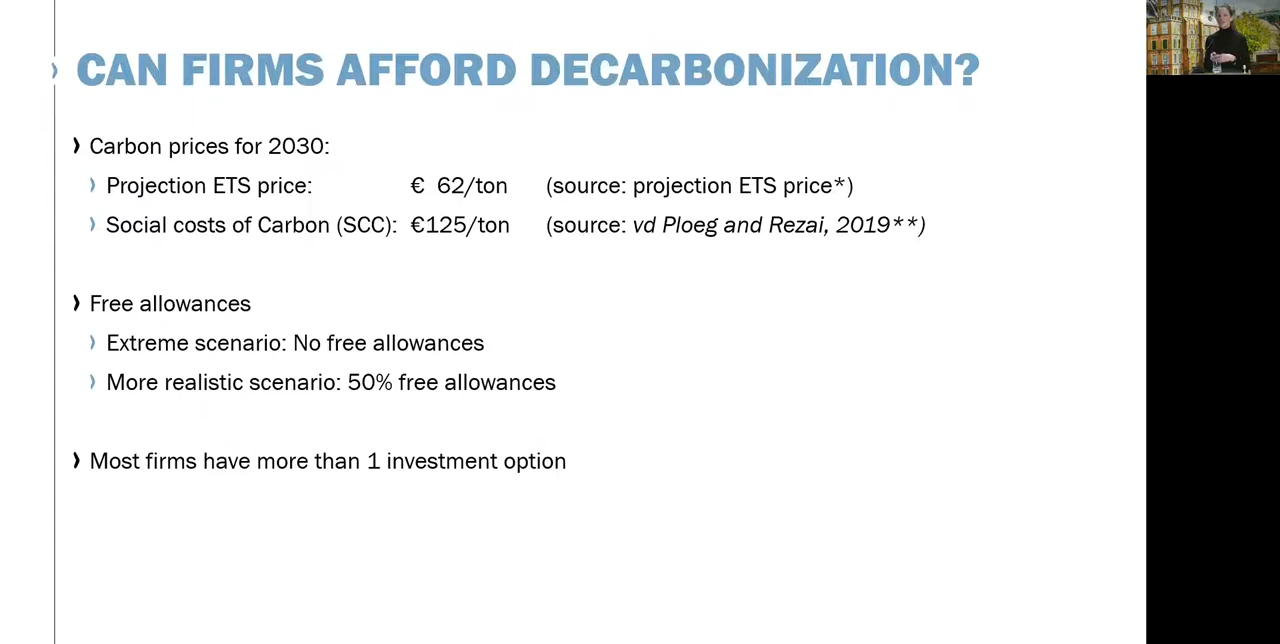 CAN FIRMS AFFORD DECARBONIZATION?
Carbon prices for 2030:
Projection ETS price: € 62/ton (source: projection ETS price*)
Social costs of Carbon (SCC): €125/ton (source: vd Ploeg and Rezai, 2019**)
Free allowances
Extreme scenario: No free allowances
More realistic scenario: 50% free allowances
Most firms have more than 1 investment option